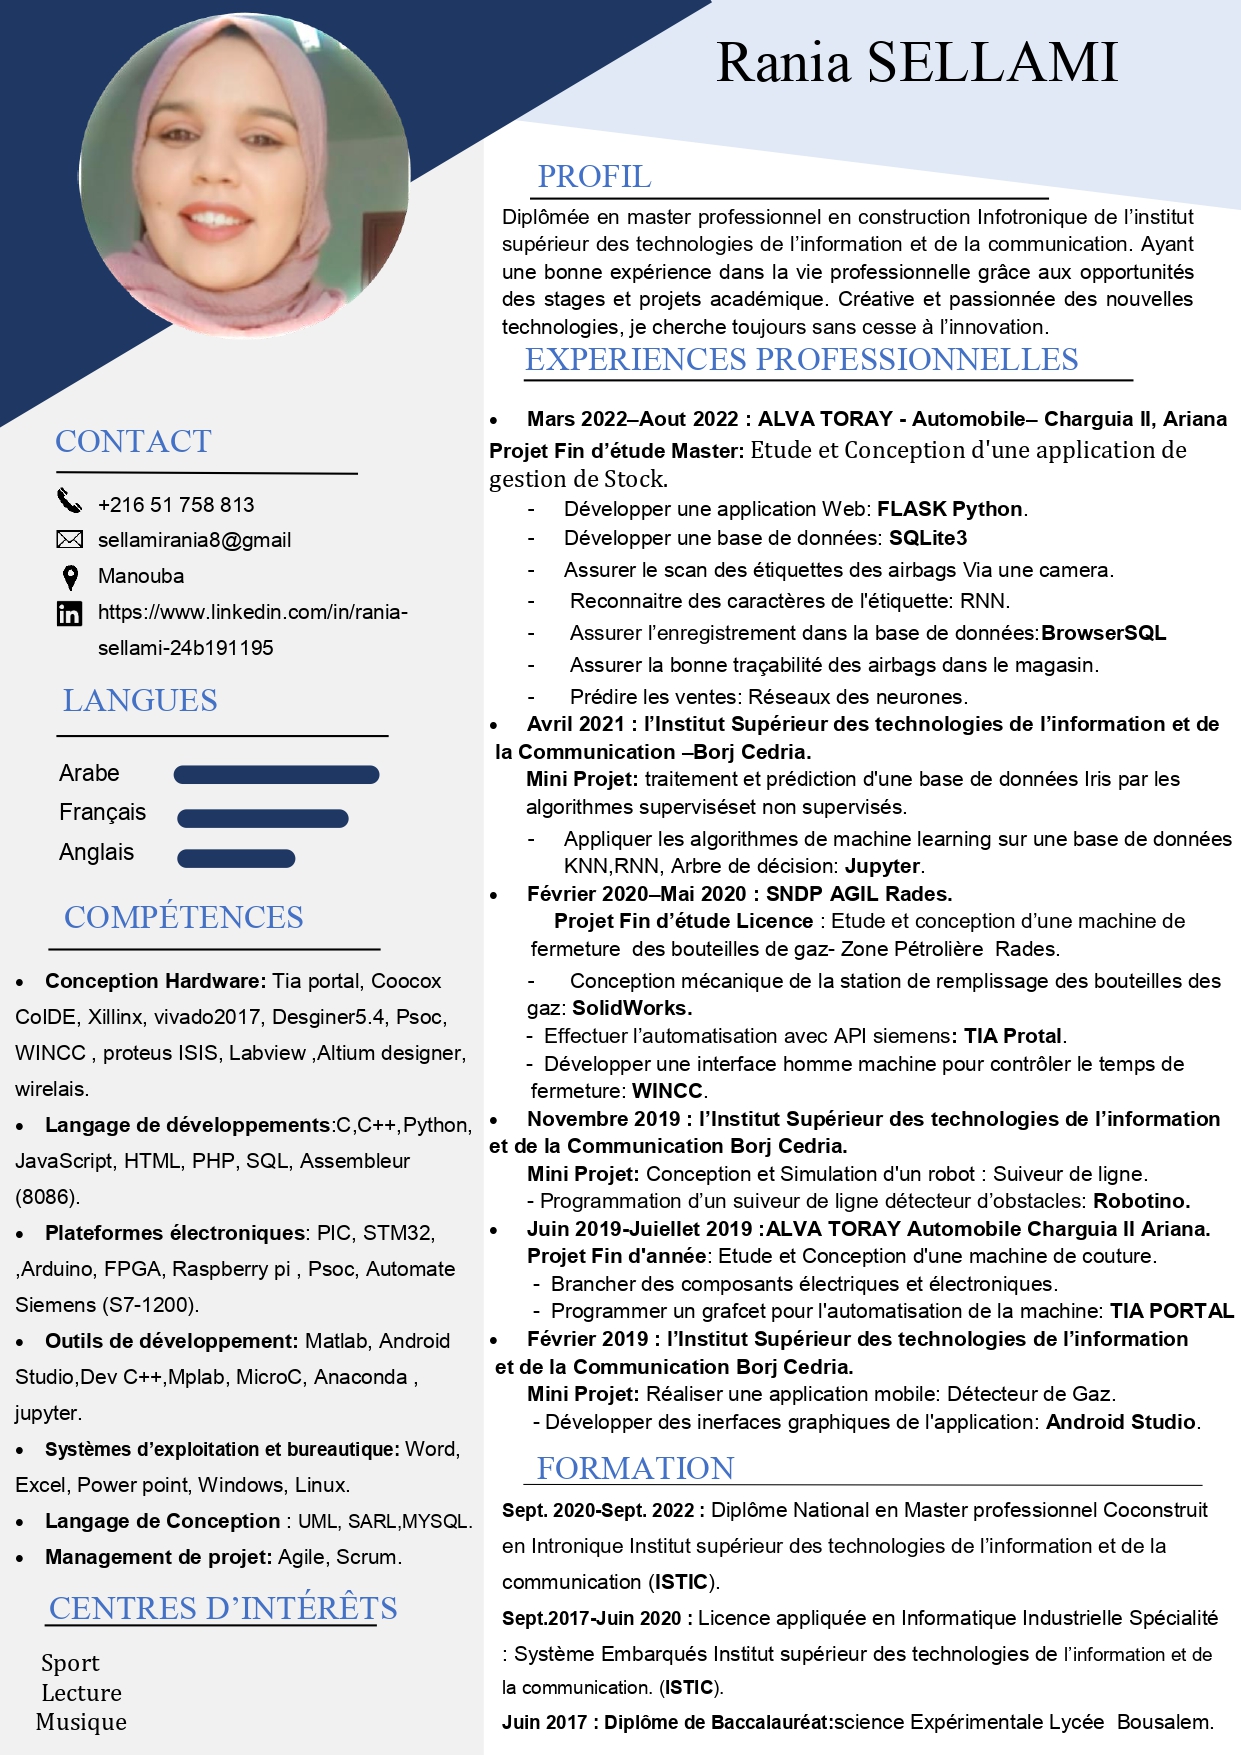 Rania SELLAMI
PROFIL
Diplômée en master professionnel en construction Infotronique de l’institut
supérieur des technologies de l’information et de la communication. Ayant
une bonne expérience dans la vie professionnelle grâce aux opportunités
des stages et projets académique. Créative et passionnée des nouvelles
technologies, je cherche toujours sans cesse à l’innovation.
EXPERIENCES PROFESSIONNELLES
• Mars 2022–Aout 2022 : ALVA TORAY - Automobile– Charguia II, Ariana
Projet Fin d’étude Master: Etude et Conception d'une application de
gestion de Stock.
- Développer une application Web: FLASK Python.
- Développer une base de données: SQLite3
- Assurer le scan des étiquettes des airbags Via une camera.
- Reconnaitre des caractères de l'étiquette: RNN.
- Assurer l’enregistrement dans la base de données:BrowserSQL
- Assurer la bonne traçabilité des airbags dans le magasin.
- Prédire les ventes: Réseaux des neurones.
• Avril 2021 : l’Institut Supérieur des technologies de l’information et de
la Communication –Borj Cedria.
Mini Projet: traitement et prédiction d'une base de données Iris par les
algorithmes superviséset non supervisés.
- Appliquer les algorithmes de machine learning sur une base de données
KNN,RNN, Arbre de décision: Jupyter.
• Février 2020–Mai 2020 : SNDP AGIL Rades.
Projet Fin d’étude Licence : Etude et conception d’une machine de
fermeture des bouteilles de gaz- Zone Pétrolière Rades.
- Conception mécanique de la station de remplissage des bouteilles des
gaz: SolidWorks.
- Effectuer l’automatisation avec API siemens: TIA Protal.
- Développer une interface homme machine pour contrôler le temps de
fermeture: WINCC.
• Novembre 2019 : l’Institut Supérieur des technologies de l’information
et de la Communication Borj Cedria.
Mini Projet: Conception et Simulation d'un robot : Suiveur de ligne.
- Programmation d’un suiveur de ligne détecteur d’obstacles: Robotino.
• Juin 2019-Juiellet 2019 :ALVA TORAY Automobile Charguia II Ariana.
Projet Fin d'année: Etude et Conception d'une machine de couture.
- Brancher des composants électriques et électroniques.
- Programmer un grafcet pour l'automatisation de la machine: TIA PORTAL
• Février 2019 : l’Institut Supérieur des technologies de l’information
et de la Communication Borj Cedria.
Mini Projet: Réaliser une application mobile: Détecteur de Gaz.
- Développer des inerfaces graphiques de l'application: Android Studio.
FORMATION
Sept. 2020-Sept. 2022 : Diplôme National en Master professionnel Coconstruit
en Intronique Institut supérieur des technologies de l’information et de la
communication (ISTIC).
Sept.2017-Juin 2020 : Licence appliquée en Informatique Industrielle Spécialité
: Système Embarqués Institut supérieur des technologies de l’information et de
la communication. (ISTIC).
Juin 2017 : Diplôme de Baccalauréat:science Expérimentale Lycée Bousalem.
CONTACT
+216 51 758 813
sellamirania8@gmail
Manouba
in https://www.linkedin.com/in/rania-
sellami-24b191195
LANGUES
Arabe
Français
Anglais
COMPÉTENCES
• Conception Hardware: Tia portal, Coocox
CoIDE, Xillinx, vivado2017, Desginer5.4, Psoc,
WINCC , proteus ISIS, Labview ,Altium designer,
wirelais.
• Langage de développements:C,C++,Python,
JavaScript, HTML, PHP, SQL, Assembleur
(8086).
• Plateformes électroniques: PIC, STM32,
,Arduino, FPGA, Raspberry pi , Psoc, Automate
Siemens (S7-1200).
• Outils de développement: Matlab, Android
Studio,Dev C++,Mplab, MicroC, Anaconda ,
jupyter.
• Systèmes d’exploitation et bureautique: Word,
Excel, Power point, Windows, Linux.
• Langage de Conception : UML, SARL,MYSQL.
• Management de projet: Agile, Scrum.
CENTRES D’INTÉRÊTS
Sport
Lecture
Musique